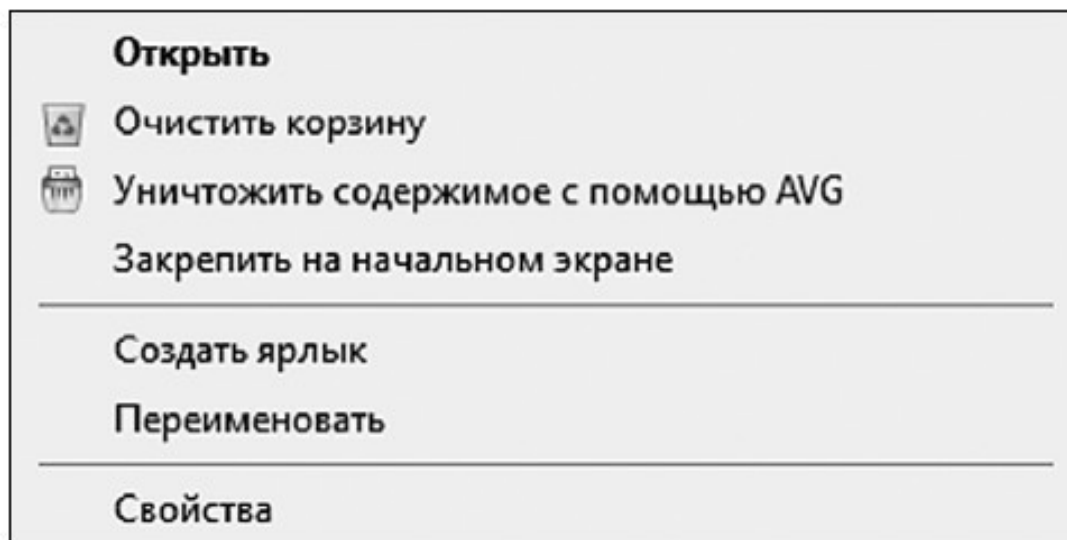 Открыть
Очистить корзину
Уничтожить содержимое с помощью AVG
Закрепить на начальном экране
Создать ярлык
Переименовать
Свойства